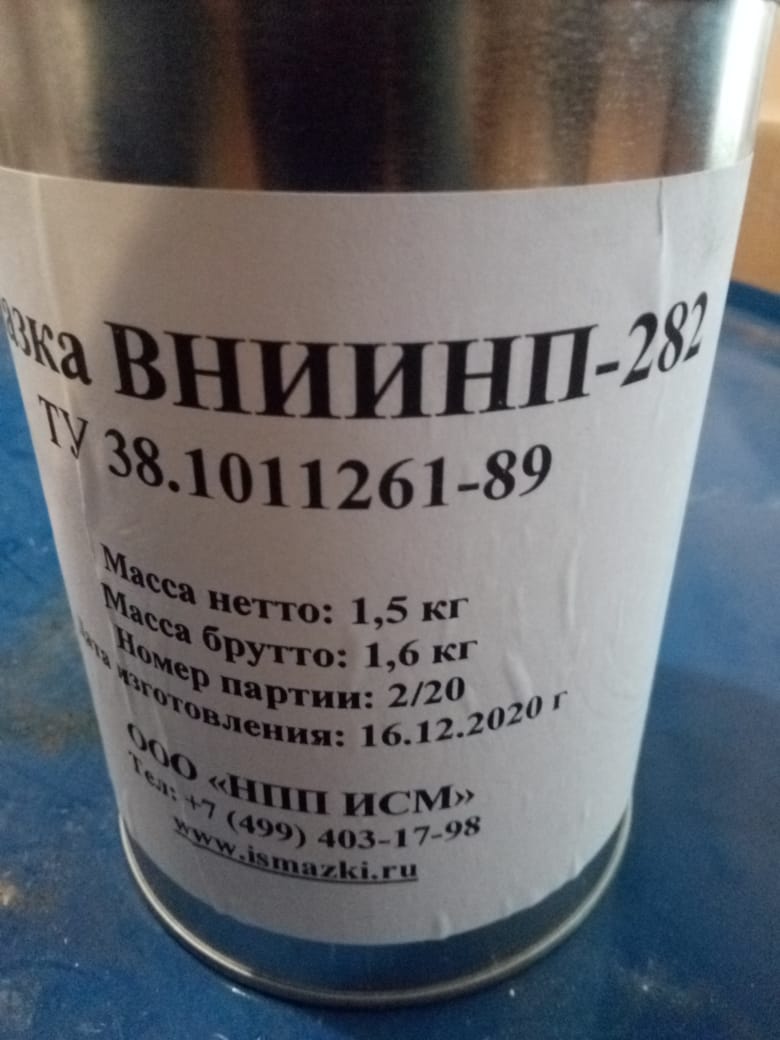 азка ВНИИНП-282
ТУ 38.1011261-89
Масса нетто: 1,5 кг
Масса брутто: 1,6 кг
Номер партии: 2/20
Дата изготовления: 16.12.2020 г
ООО «НПП ИСМ»
Тел: +7 (499) 403-17-98
www.ismazki.ru